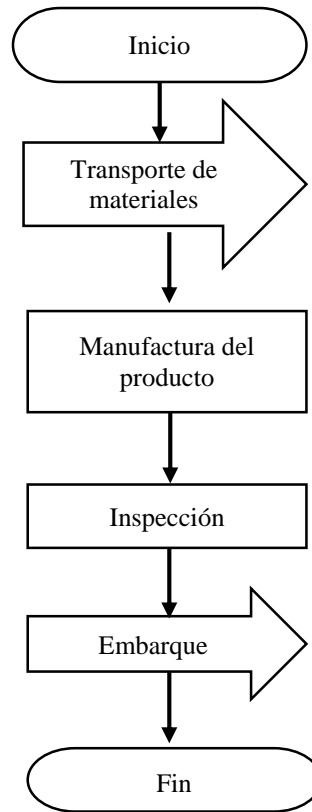 Inicio
Transporte de
materiales
Manufactura del
producto
Inspección
Embarque
Fin